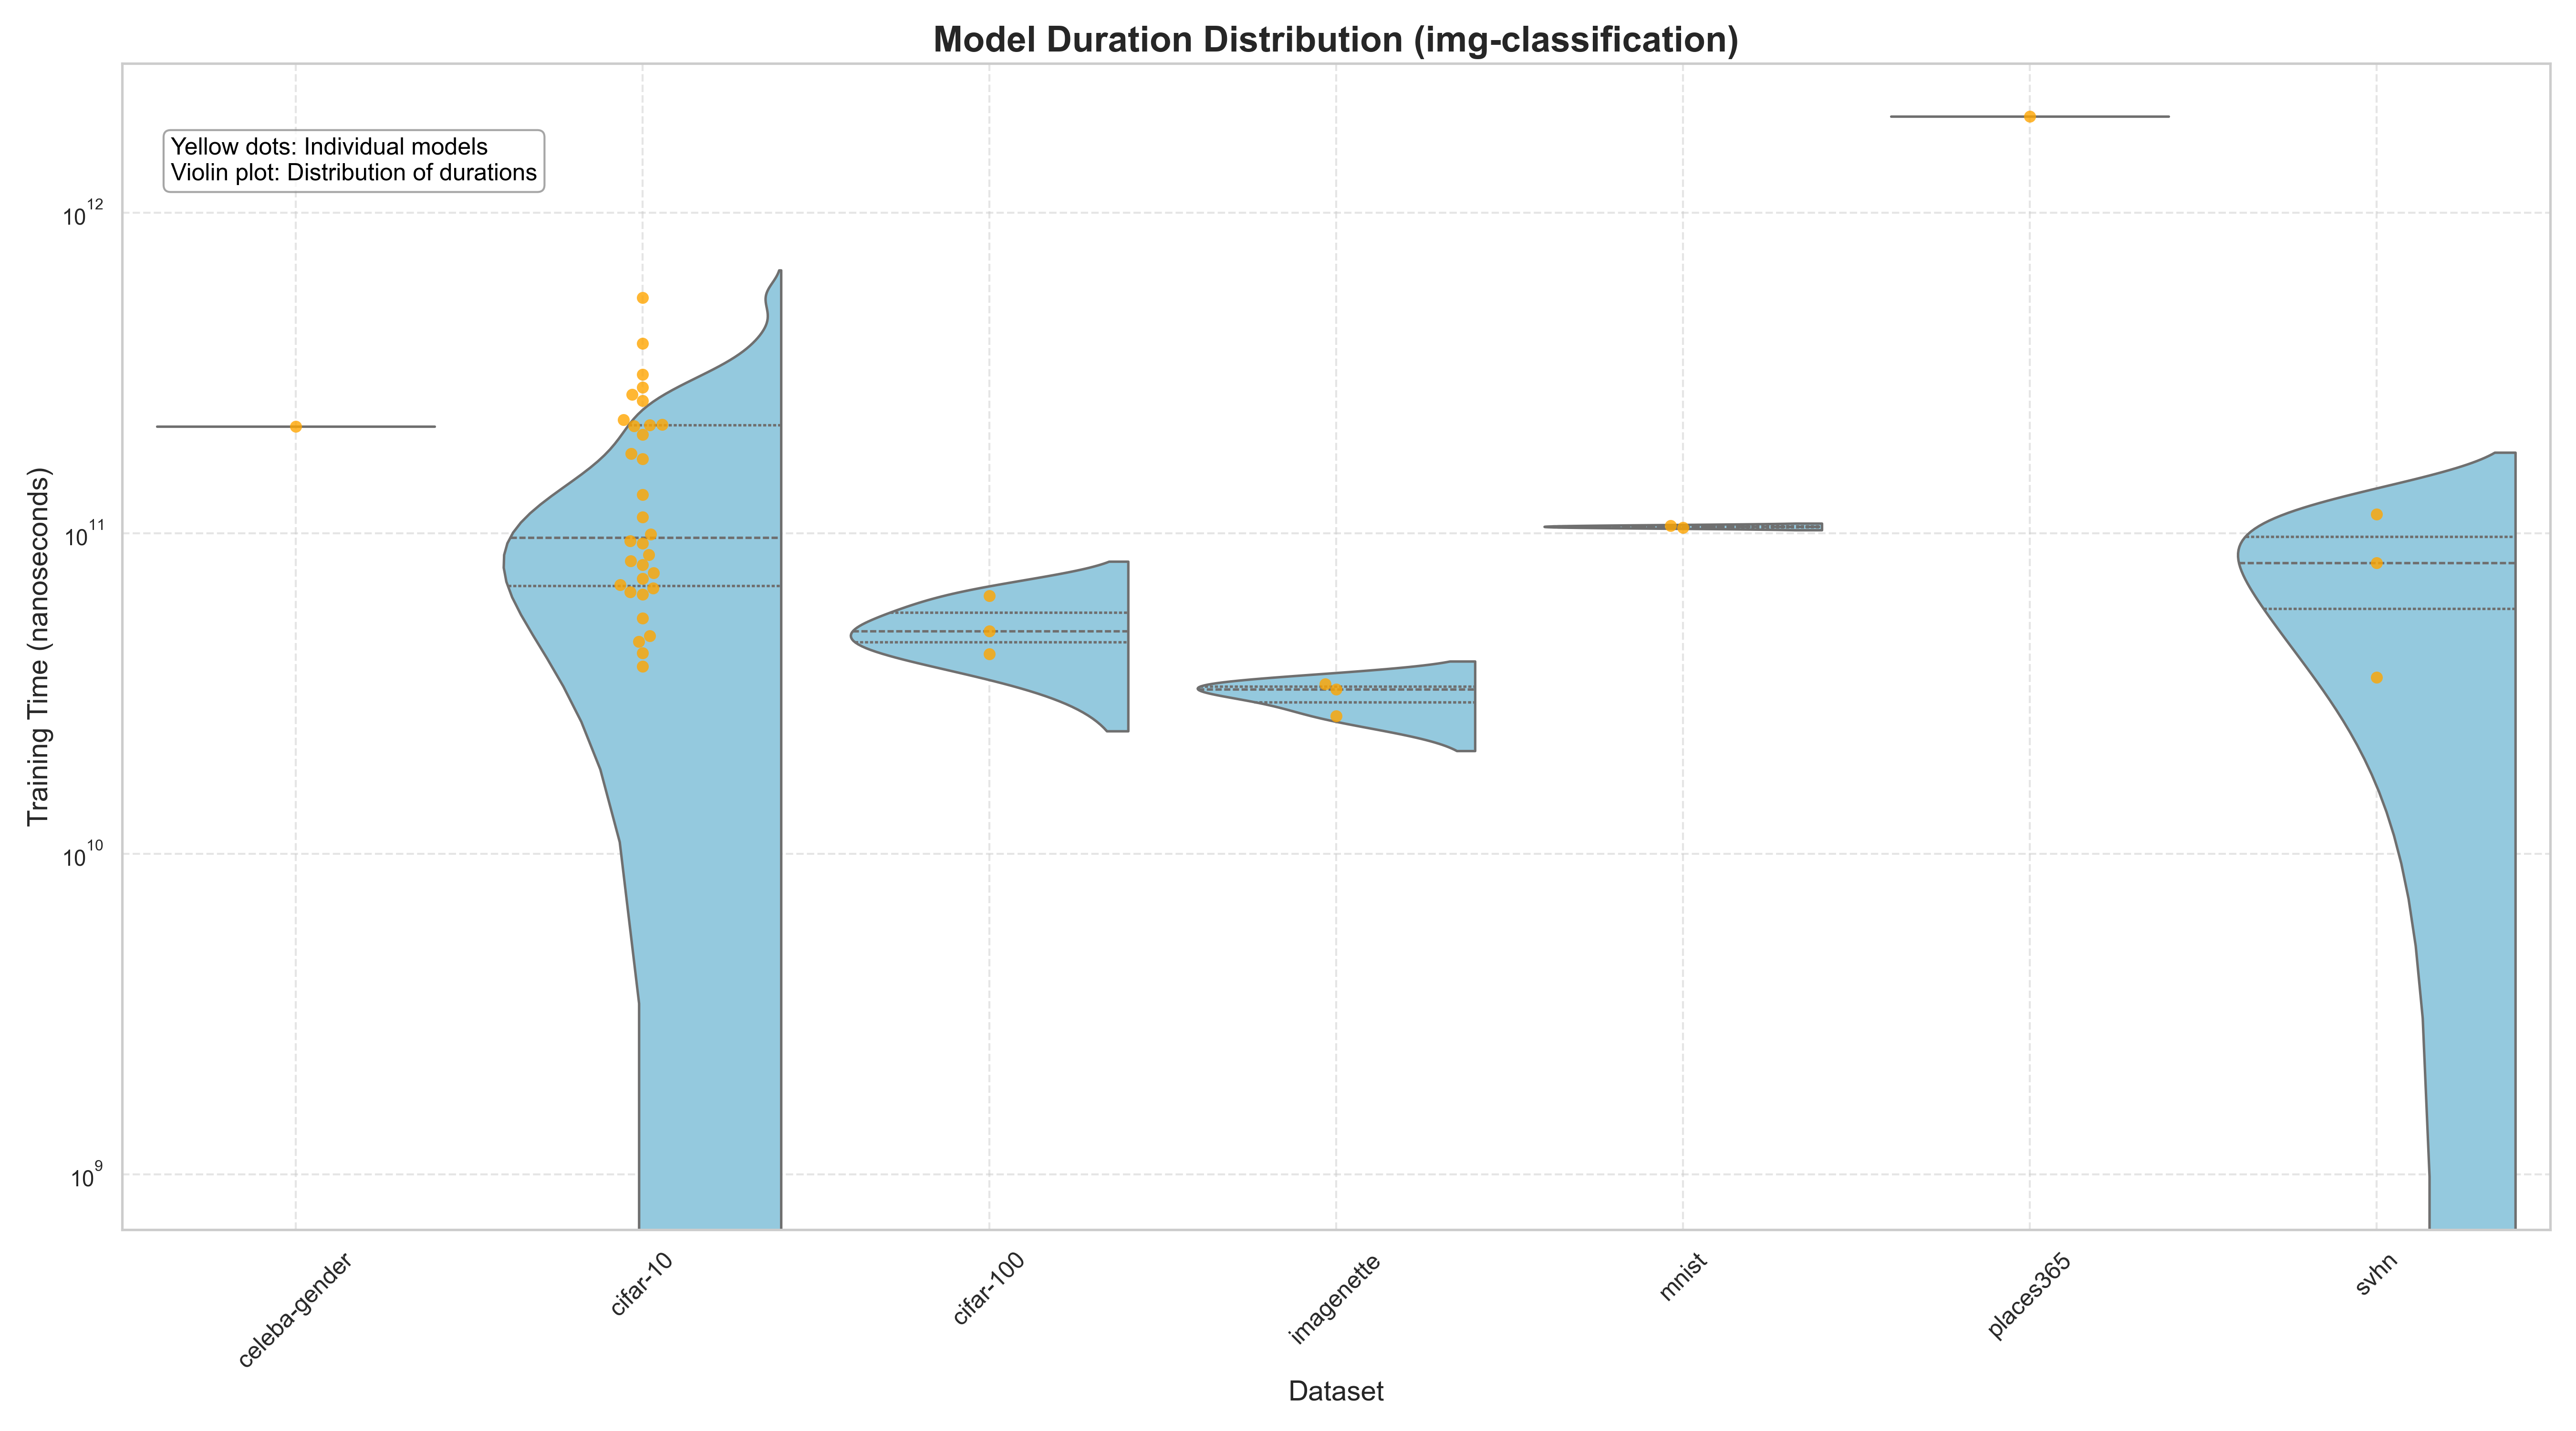 Model Duration Distribution (img-classification)
Yellow dots: Individual models
Violin plot: Distribution of durations
Training Time (nanoseconds)
10^12
10^11
10^10
10^9
celeba-gender
cifar-10
cifar-100
imagenette
mnist
places365
svhn
Dataset